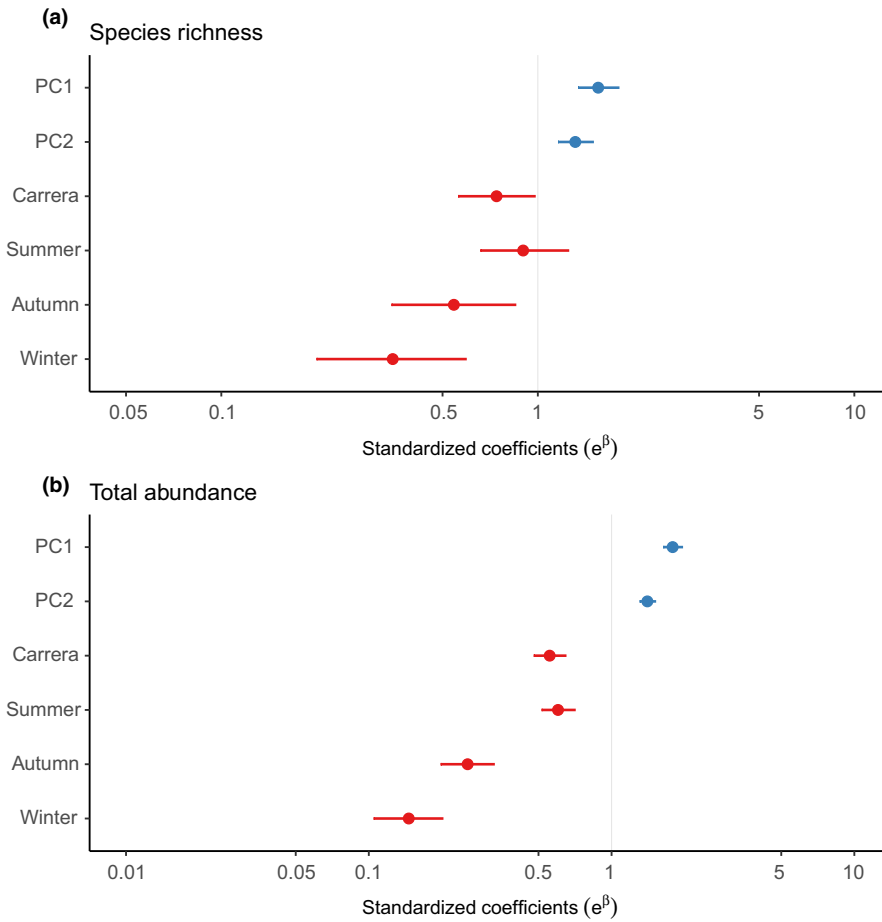 (a)
Species richness
PC1
PC2
Carrera
Summer
Autumn
Winter
0.05 0.1 0.5 1 5 10
Standardized coefficients (e^β)
(b)
Total abundance
PC1
PC2
Carrera
Summer
Autumn
Winter
0.01 0.1 0.5 1 5 10
Standardized coefficients (e^β)